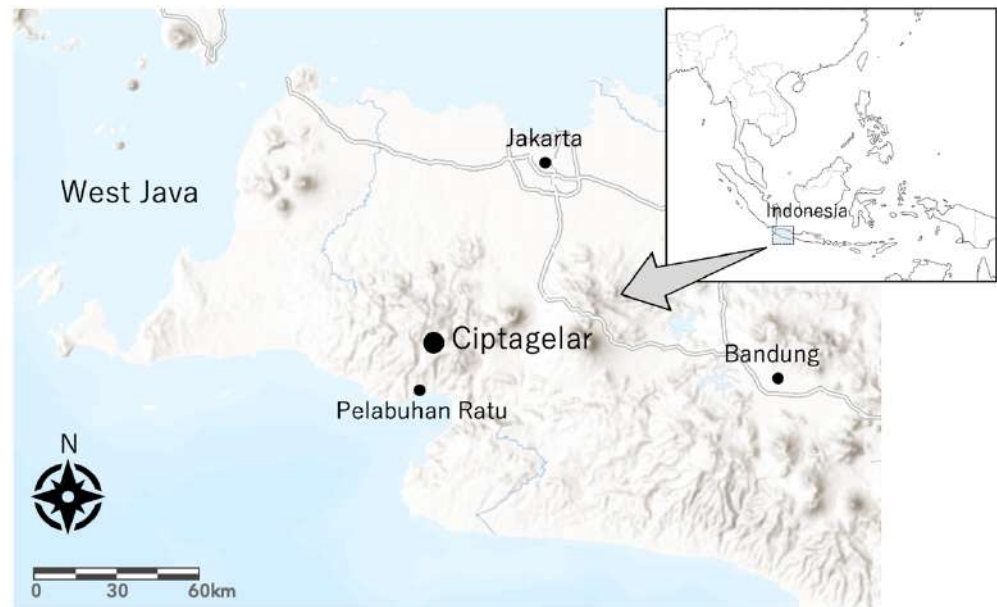 Jakarta
West Java
Indonesia
Ciptagelar
Bandung
Pelabuhan Ratu
N
0 30 60km